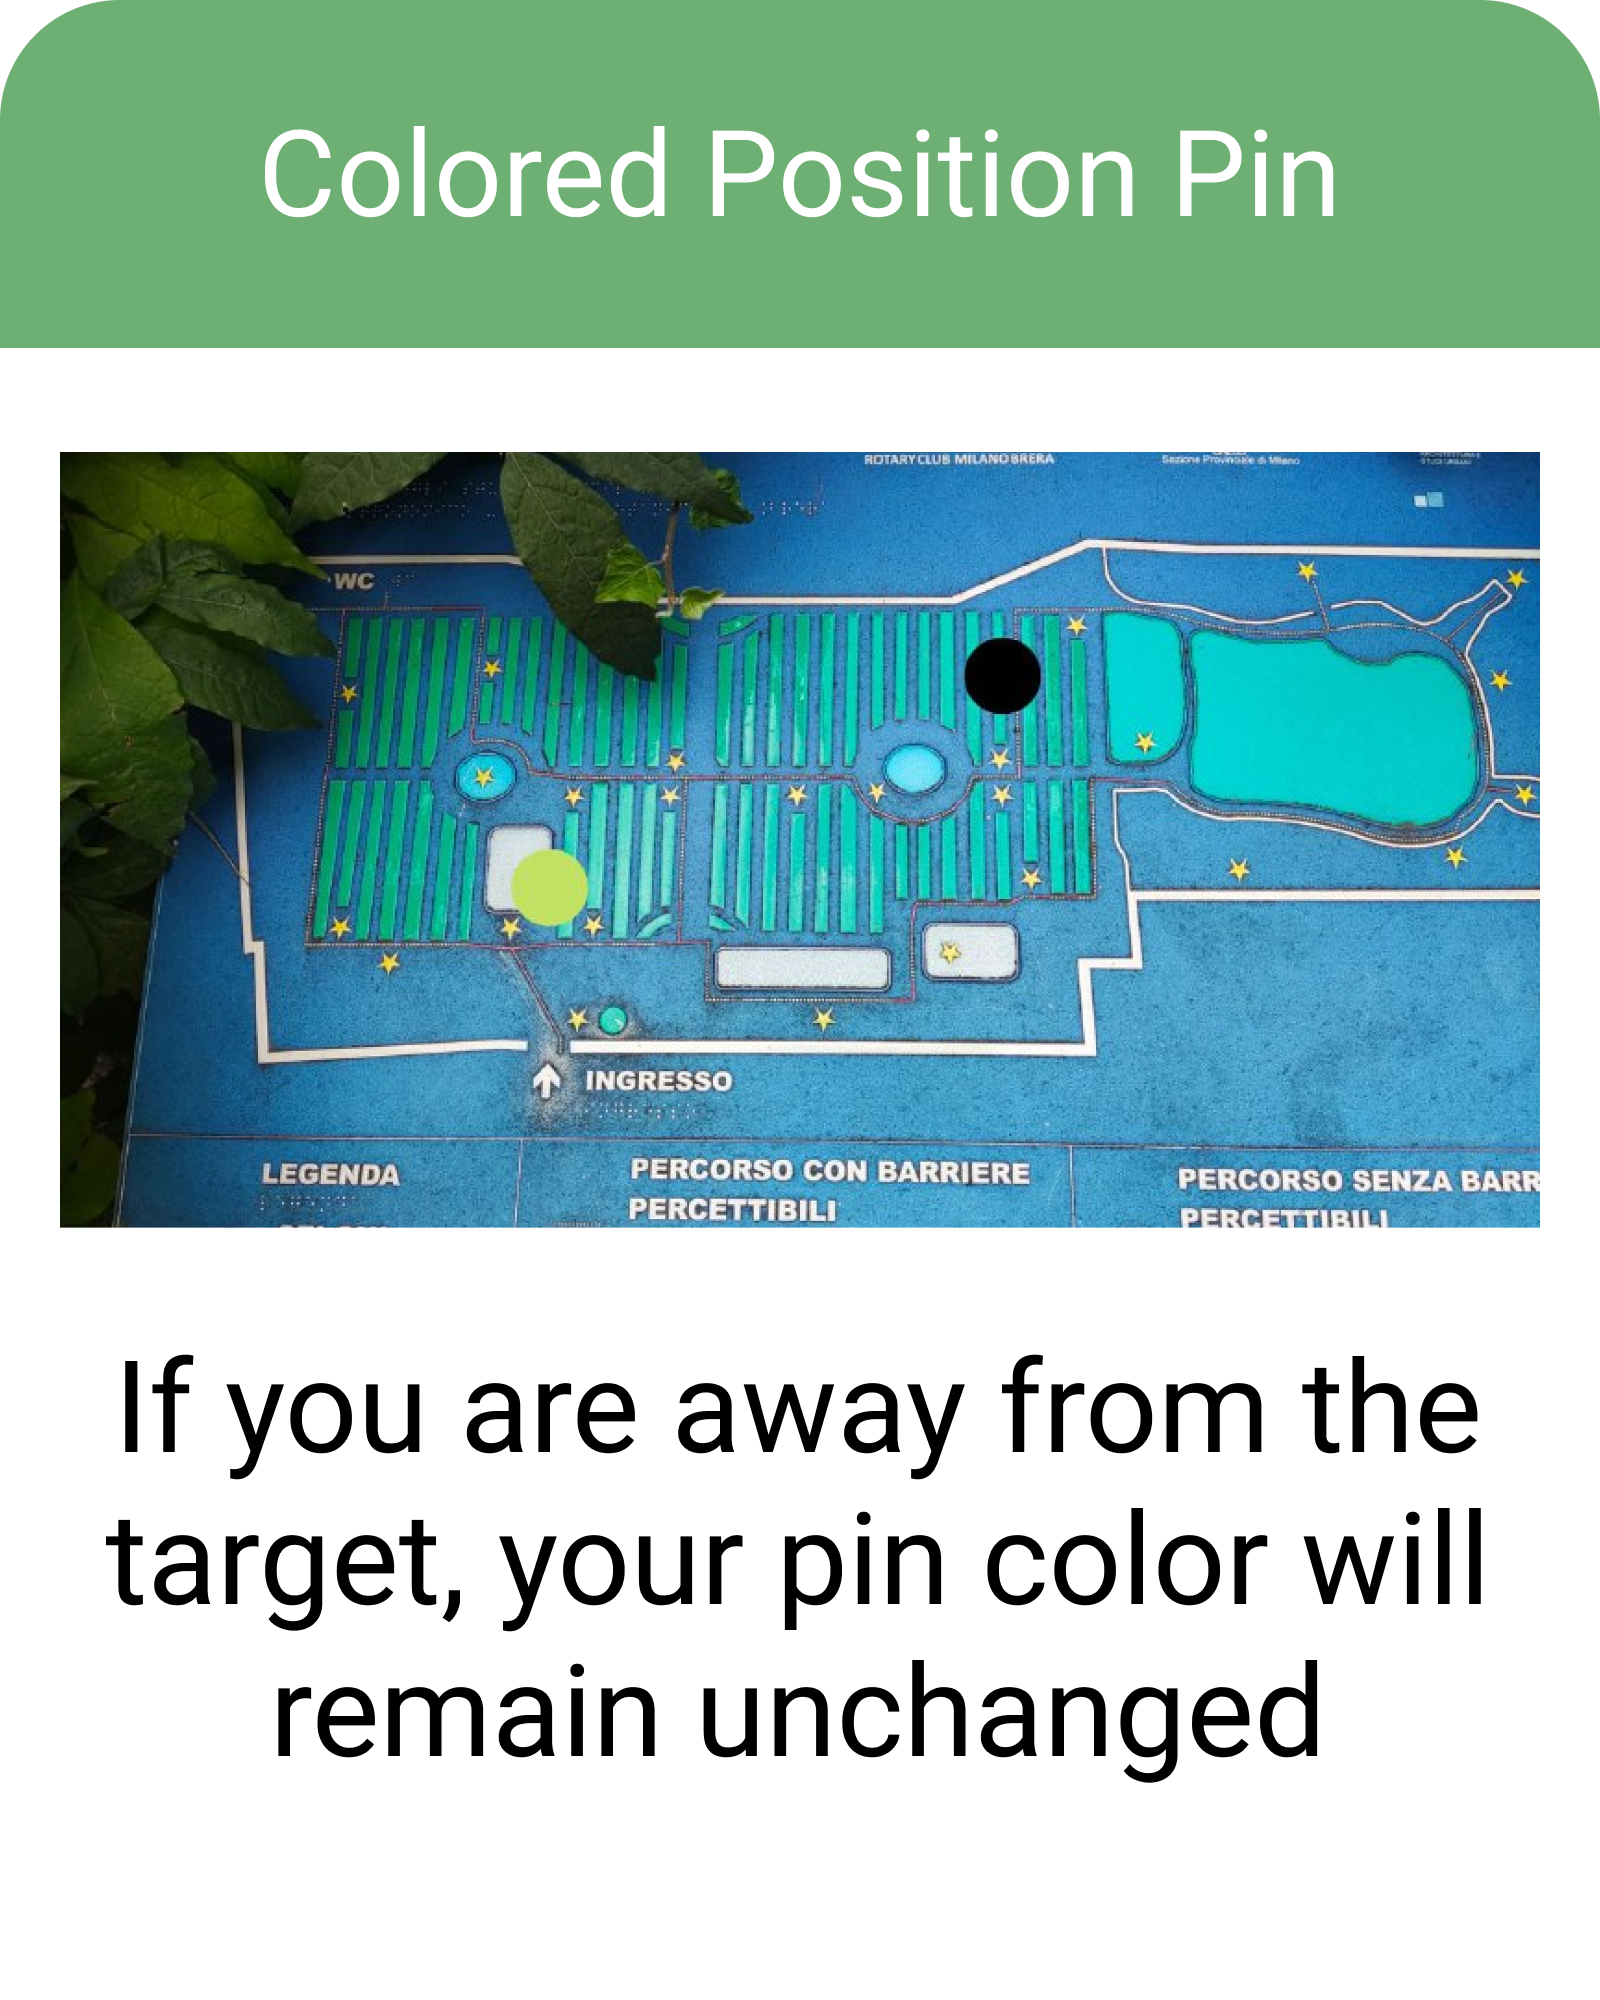 Colored Position Pin
ROTARY CLUB MILANO BRERA
Sezione Provinciale di Milano
WC
INGRESSO
LEGENDA
PERCORSO CON BARRIERE
PERCETTIBILI
PERCORSO SENZA BARR
PERCETTIBILI
If you are away from the
target, your pin color will
remain unchanged